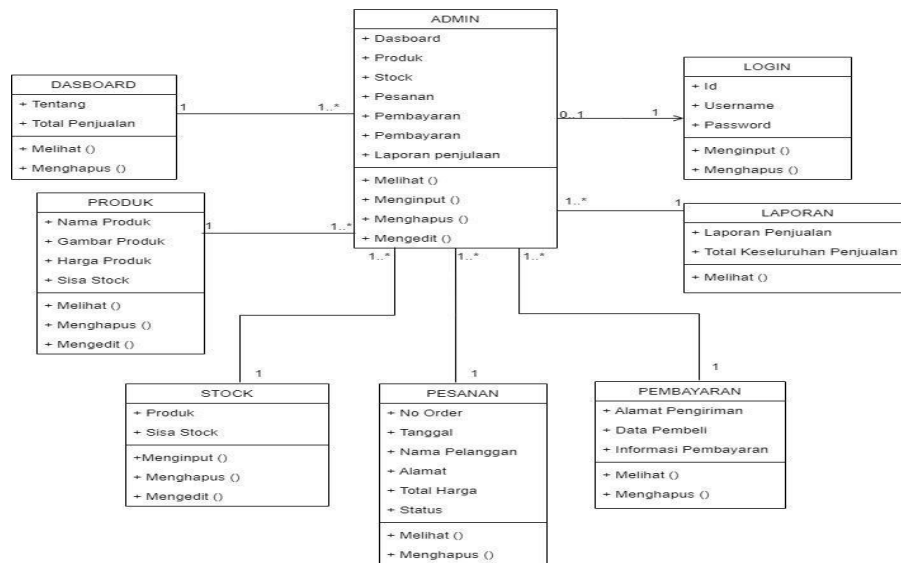 ADMIN
+ Dasboard
+ Produk
+ Stock
+ Pesanan
+ Pembayaran
+ Pembayaran
+ Laporan penjulaan
+ Melihat ()
+ Menginput ()
+ Menghapus ()
+ Mengedit ()
DASBOARD
+ Tentang
+ Total Penjualan
+ Melihat ()
+ Menghapus ()
1
1..*
LOGIN
+ Id
+ Username
+ Password
+ Menginput ()
+ Menghapus ()
0..1
1
PRODUK
+ Nama Produk
+ Gambar Produk
+ Harga Produk
+ Sisa Stock
+ Melihat ()
+ Menghapus ()
+ Mengedit ()
1
1..*
LAPORAN
+ Laporan Penjualan
+ Total Keseluruhan Penjualan
+ Melihat ()
1..*
1
1..*
1..*
1..*
1
1
1
STOCK
+ Produk
+ Sisa Stock
+Menginput ()
+ Menghapus ()
+ Mengedit ()
PESANAN
+ No Order
+ Tanggal
+ Nama Pelanggan
+ Alamat
+ Total Harga
+ Status
+ Melihat ()
+ Menghapus ()
PEMBAYARAN
+ Alamat Pengiriman
+ Data Pembeli
+ Informasi Pembayaran
+ Melihat ()
+ Menghapus ()